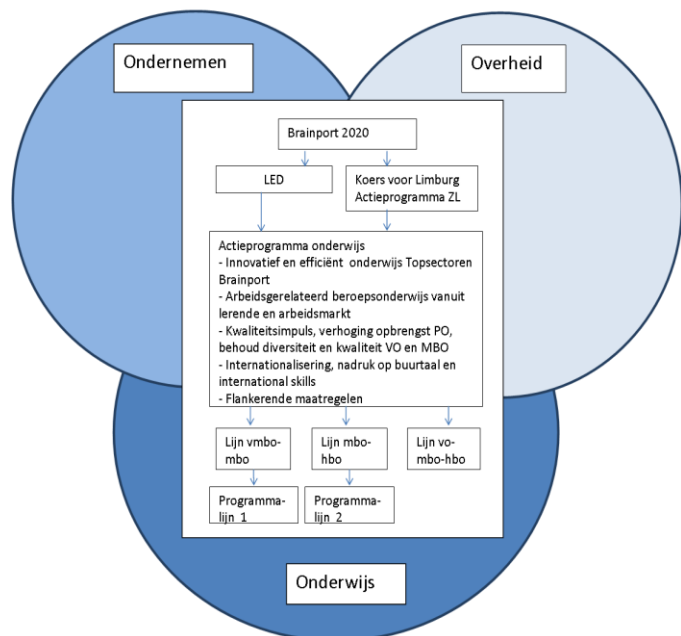 Ondernemen
Overheid
Brainport 2020
LED
Koers voor Limburg
Actieprogramma ZL
Actieprogramma onderwijs
- Innovatief en efficiënt onderwijs Topsectoren
Brainport
- Arbeidsgerelateerd beroepsonderwijs vanuit
lerende en arbeidsmarkt
- Kwaliteitsimpuls, verhoging opbrengst PO,
behoud diversiteit en kwaliteit VO en MBO
- Internationalisering, nadruk op buurtaal en
international skills
- Flankerende maatregelen
Lijn vmbo-
mbo
Lijn mbo-
hbo
Lijn vo-
mbo-hbo
Programma-
lijn 1
Programma-
lijn 2
Onderwijs